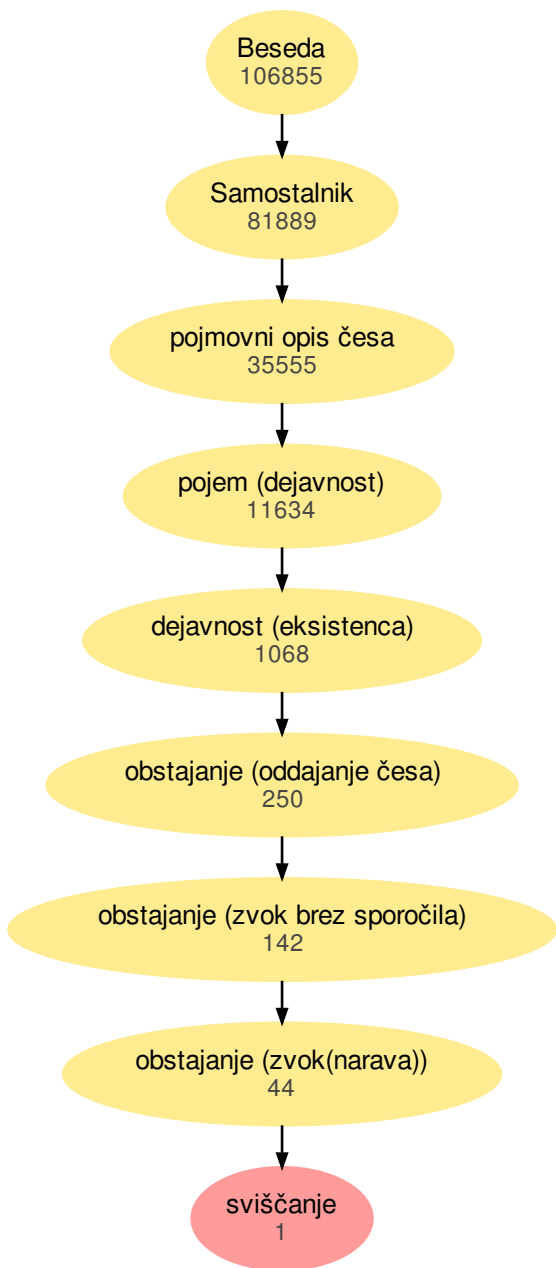 Beseda
106855
Samostalnik
81889
pojmovni opis česa
35555
pojem (dejavnost)
11634
dejavnost (eksistenca)
1068
obstajanje (oddajanje česa)
250
obstajanje (zvok brez sporočila)
142
obstajanje (zvok(narava))
44
sviščanje
1